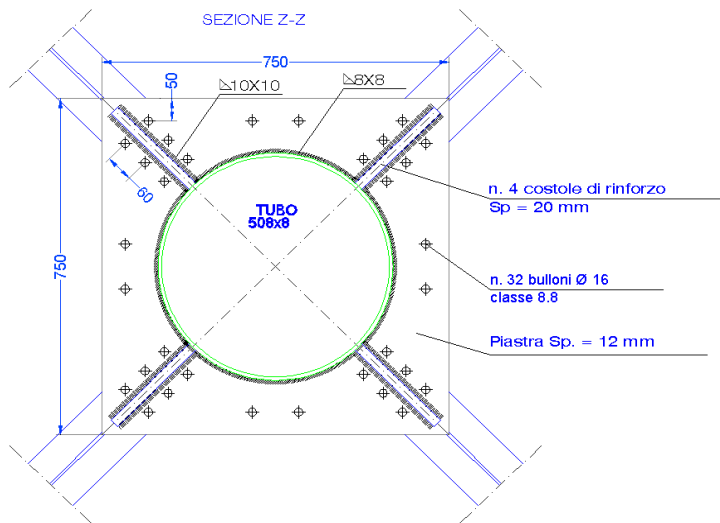 SEZIONE Z-Z
750
50
⊿10X10
⊿8X8
60
750
TUBO
508x8
n. 4 costole di rinforzo
Sp = 20 mm
n. 32 bulloni Ø 16
classe 8.8
Piastra Sp. = 12 mm